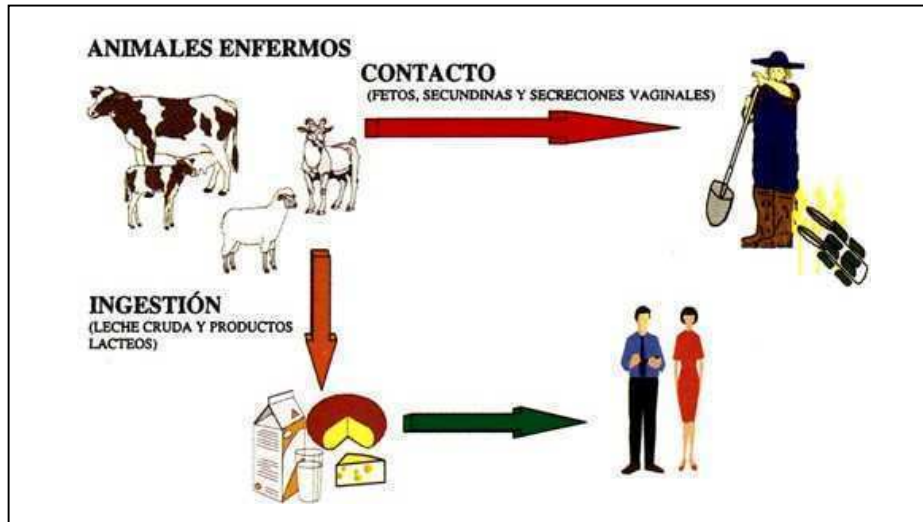 ANIMALES ENFERMOS
CONTACTO
(FETOS, SECUNDINAS Y SECRECIONES VAGINALES)
INGESTIÓN
(LECHE CRUDA Y PRODUCTOS
LACTEOS)